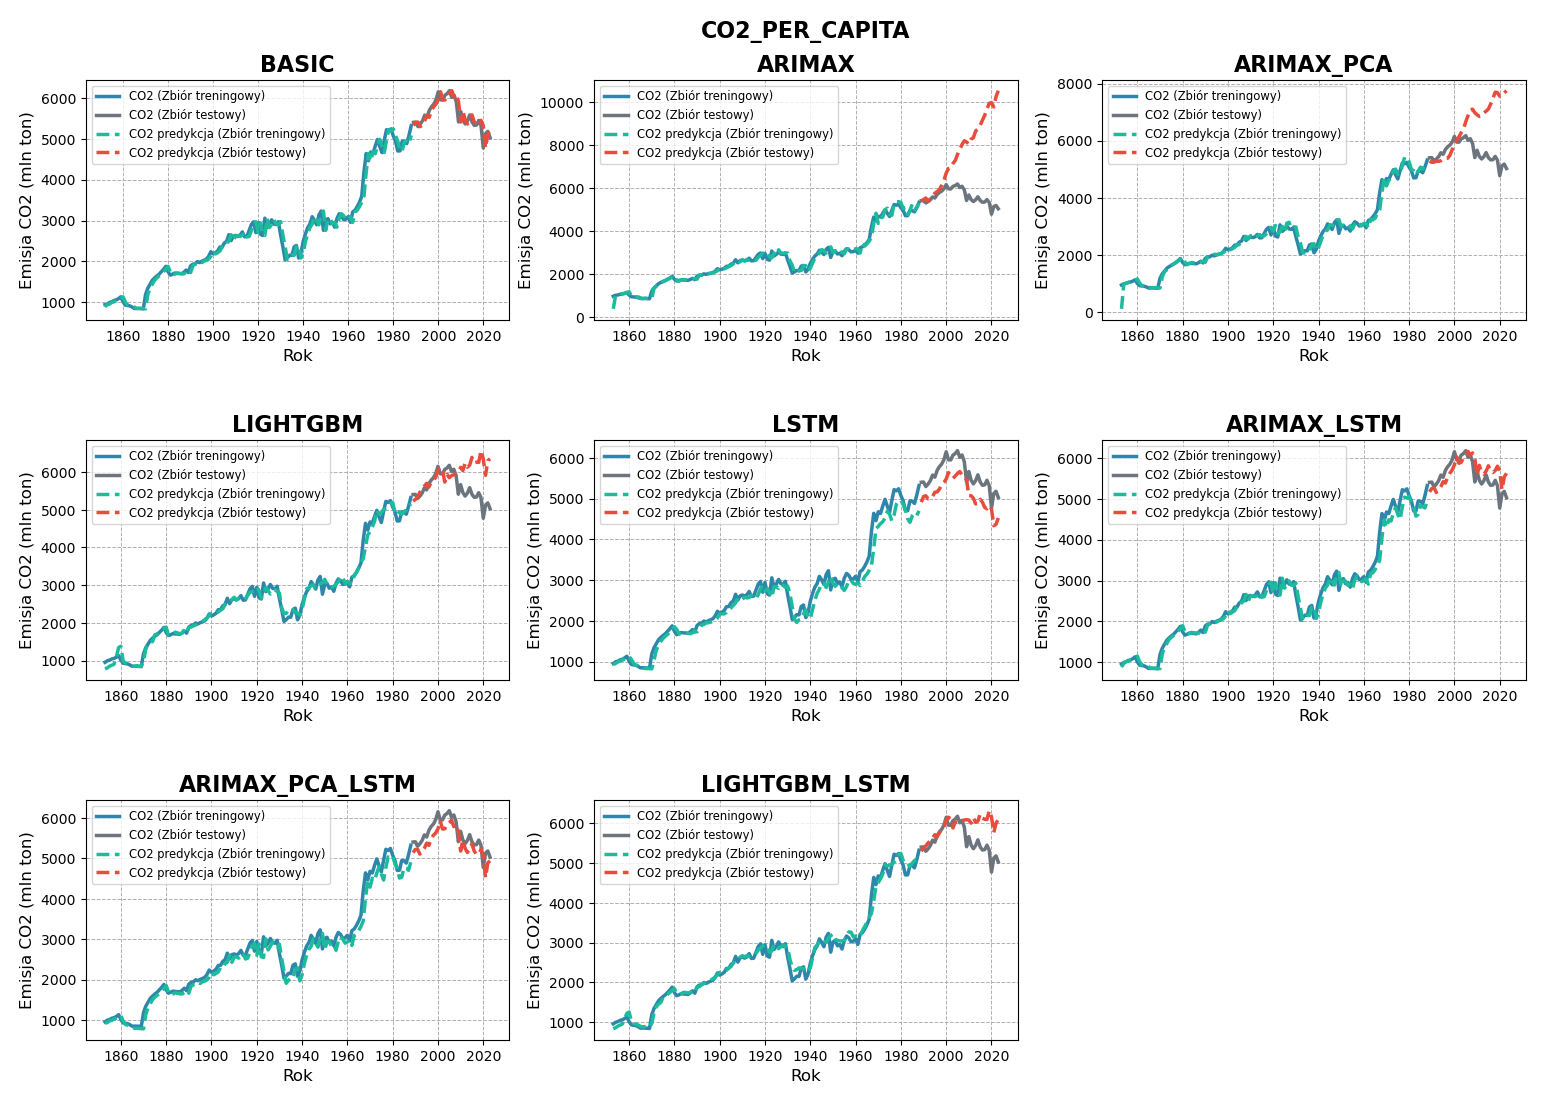 CO2_PER_CAPITA
BASIC
CO2 (Zbiór treningowy)
CO2 (Zbiór testowy)
CO2 predykcja (Zbiór treningowy)
CO2 predykcja (Zbiór testowy)
Emisja CO2 (mln ton)
6000
5000
4000
3000
2000
1000
1860 1880 1900 1920 1940 1960 1980 2000 2020
Rok
ARIMAX
CO2 (Zbiór treningowy)
CO2 (Zbiór testowy)
CO2 predykcja (Zbiór treningowy)
CO2 predykcja (Zbiór testowy)
Emisja CO2 (mln ton)
10000
8000
6000
4000
2000
0
1860 1880 1900 1920 1940 1960 1980 2000 2020
Rok
ARIMAX_PCA
CO2 (Zbiór treningowy)
CO2 (Zbiór testowy)
CO2 predykcja (Zbiór treningowy)
CO2 predykcja (Zbiór testowy)
Emisja CO2 (mln ton)
8000
6000
4000
2000
0
1860 1880 1900 1920 1940 1960 1980 2000 2020
Rok
LIGHTGBM
CO2 (Zbiór treningowy)
CO2 (Zbiór testowy)
CO2 predykcja (Zbiór treningowy)
CO2 predykcja (Zbiór testowy)
Emisja CO2 (mln ton)
6000
5000
4000
3000
2000
1000
1860 1880 1900 1920 1940 1960 1980 2000 2020
Rok
LSTM
CO2 (Zbiór treningowy)
CO2 (Zbiór testowy)
CO2 predykcja (Zbiór treningowy)
CO2 predykcja (Zbiór testowy)
Emisja CO2 (mln ton)
6000
5000
4000
3000
2000
1000
1860 1880 1900 1920 1940 1960 1980 2000 2020
Rok
ARIMAX_LSTM
CO2 (Zbiór treningowy)
CO2 (Zbiór testowy)
CO2 predykcja (Zbiór treningowy)
CO2 predykcja (Zbiór testowy)
Emisja CO2 (mln ton)
6000
5000
4000
3000
2000
1000
1860 1880 1900 1920 1940 1960 1980 2000 2020
Rok
ARIMAX_PCA_LSTM
CO2 (Zbiór treningowy)
CO2 (Zbiór testowy)
CO2 predykcja (Zbiór treningowy)
CO2 predykcja (Zbiór testowy)
Emisja CO2 (mln ton)
6000
5000
4000
3000
2000
1000
1860 1880 1900 1920 1940 1960 1980 2000 2020
Rok
LIGHTGBM_LSTM
CO2 (Zbiór treningowy)
CO2 (Zbiór testowy)
CO2 predykcja (Zbiór treningowy)
CO2 predykcja (Zbiór testowy)
Emisja CO2 (mln ton)
6000
5000
4000
3000
2000
1000
1860 1880 1900 1920 1940 1960 1980 2000 2020
Rok